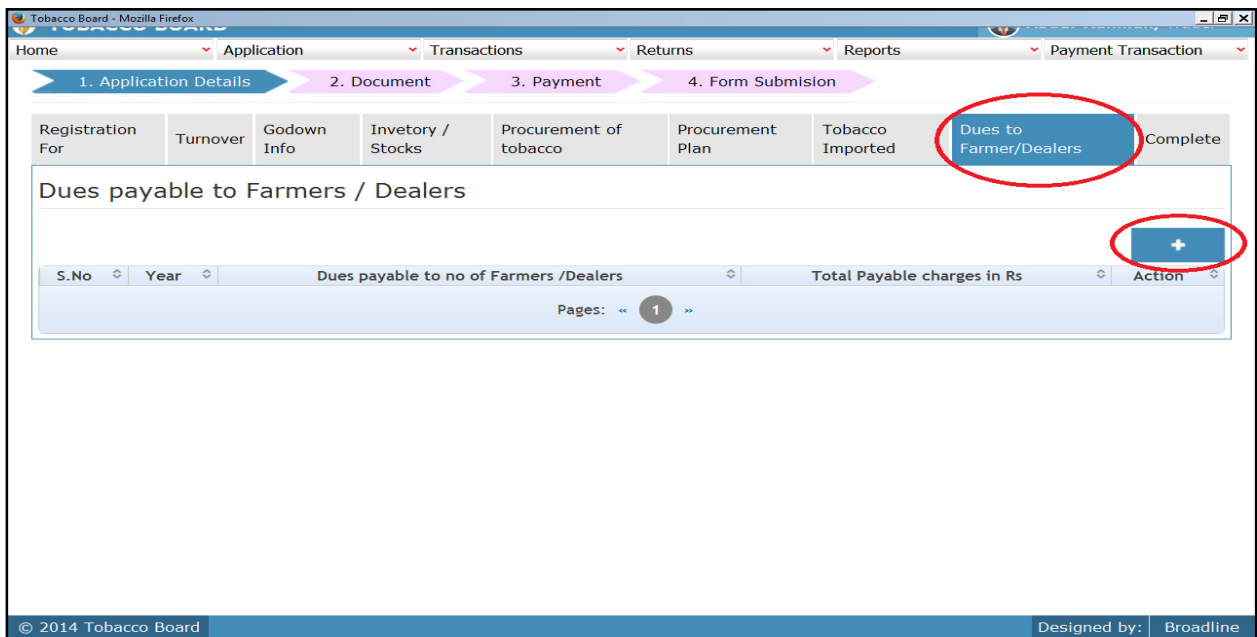 Tobacco Board - Mozilla Firefox
TOBACCO BOARD
Home Application Transactions Returns Reports Payment Transaction
1. Application Details 2. Document 3. Payment 4. Form Submision
Registration For Turnover Godown Info Invetory / Stocks Procurement of tobacco Procurement Plan Tobacco Imported Dues to Farmer/Dealers Complete
Dues payable to Farmers / Dealers
+
S.No Year Dues payable to no of Farmers /Dealers Total Payable charges in Rs Action
Pages: « 1 »
© 2014 Tobacco Board Designed by: Broadline